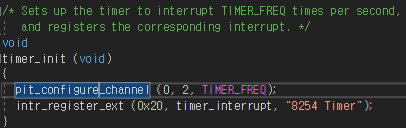 /* Sets up the timer to interrupt TIMER_FREQ times per second,
and registers the corresponding interrupt. */
void
timer_init (void)
{
pit_configure_channel (0, 2, TIMER_FREQ);
intr_register_ext (0x20, timer_interrupt, "8254 Timer");
}